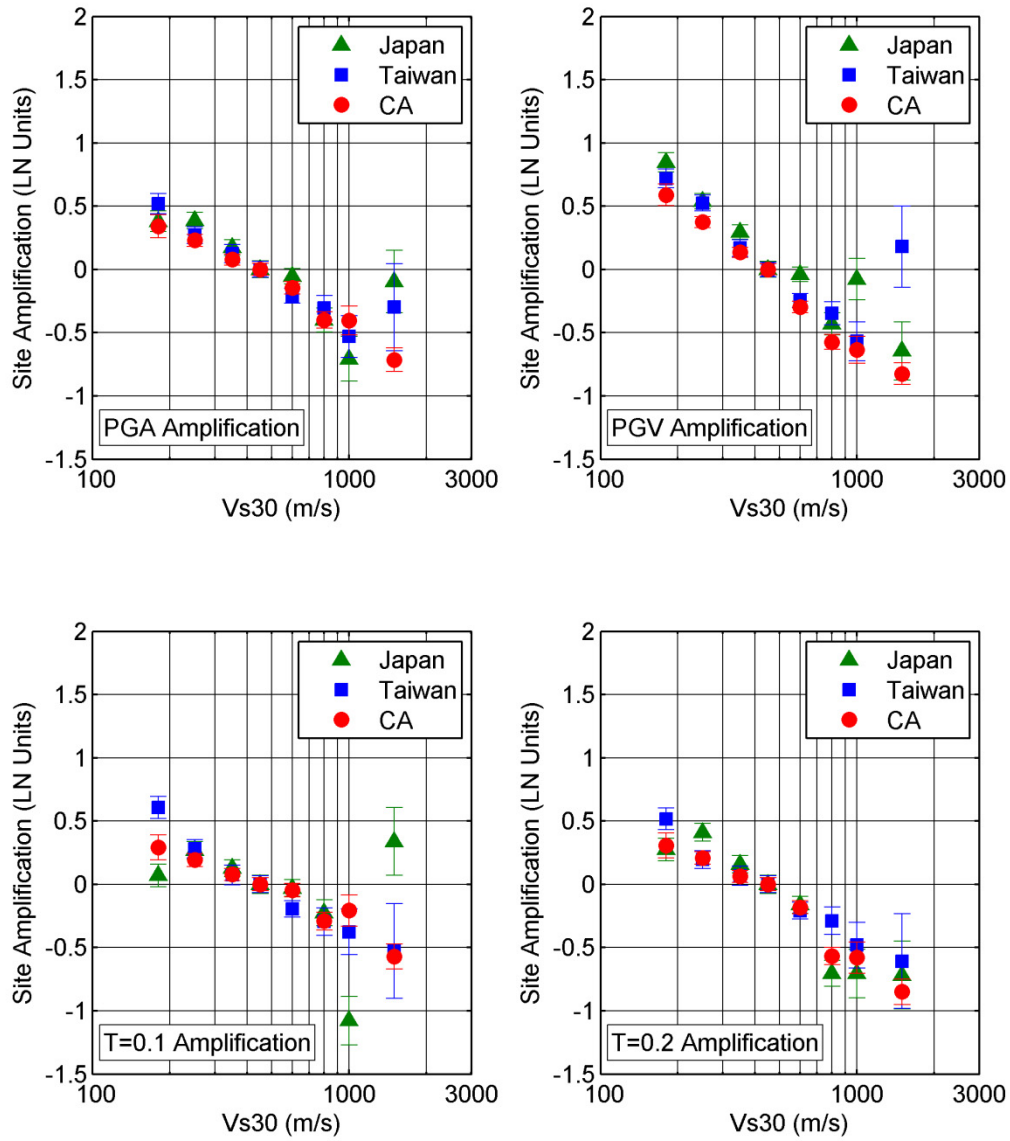 2
1.5
1
0.5
0
-0.5
-1
-1.5
Site Amplification (LN Units)
Japan
Taiwan
CA
PGA Amplification
100
1000
3000
Vs30 (m/s)
2
1.5
1
0.5
0
-0.5
-1
-1.5
Site Amplification (LN Units)
Japan
Taiwan
CA
PGV Amplification
100
1000
3000
Vs30 (m/s)
2
1.5
1
0.5
0
-0.5
-1
-1.5
Site Amplification (LN Units)
Japan
Taiwan
CA
T=0.1 Amplification
100
1000
3000
Vs30 (m/s)
2
1.5
1
0.5
0
-0.5
-1
-1.5
Site Amplification (LN Units)
Japan
Taiwan
CA
T=0.2 Amplification
100
1000
3000
Vs30 (m/s)